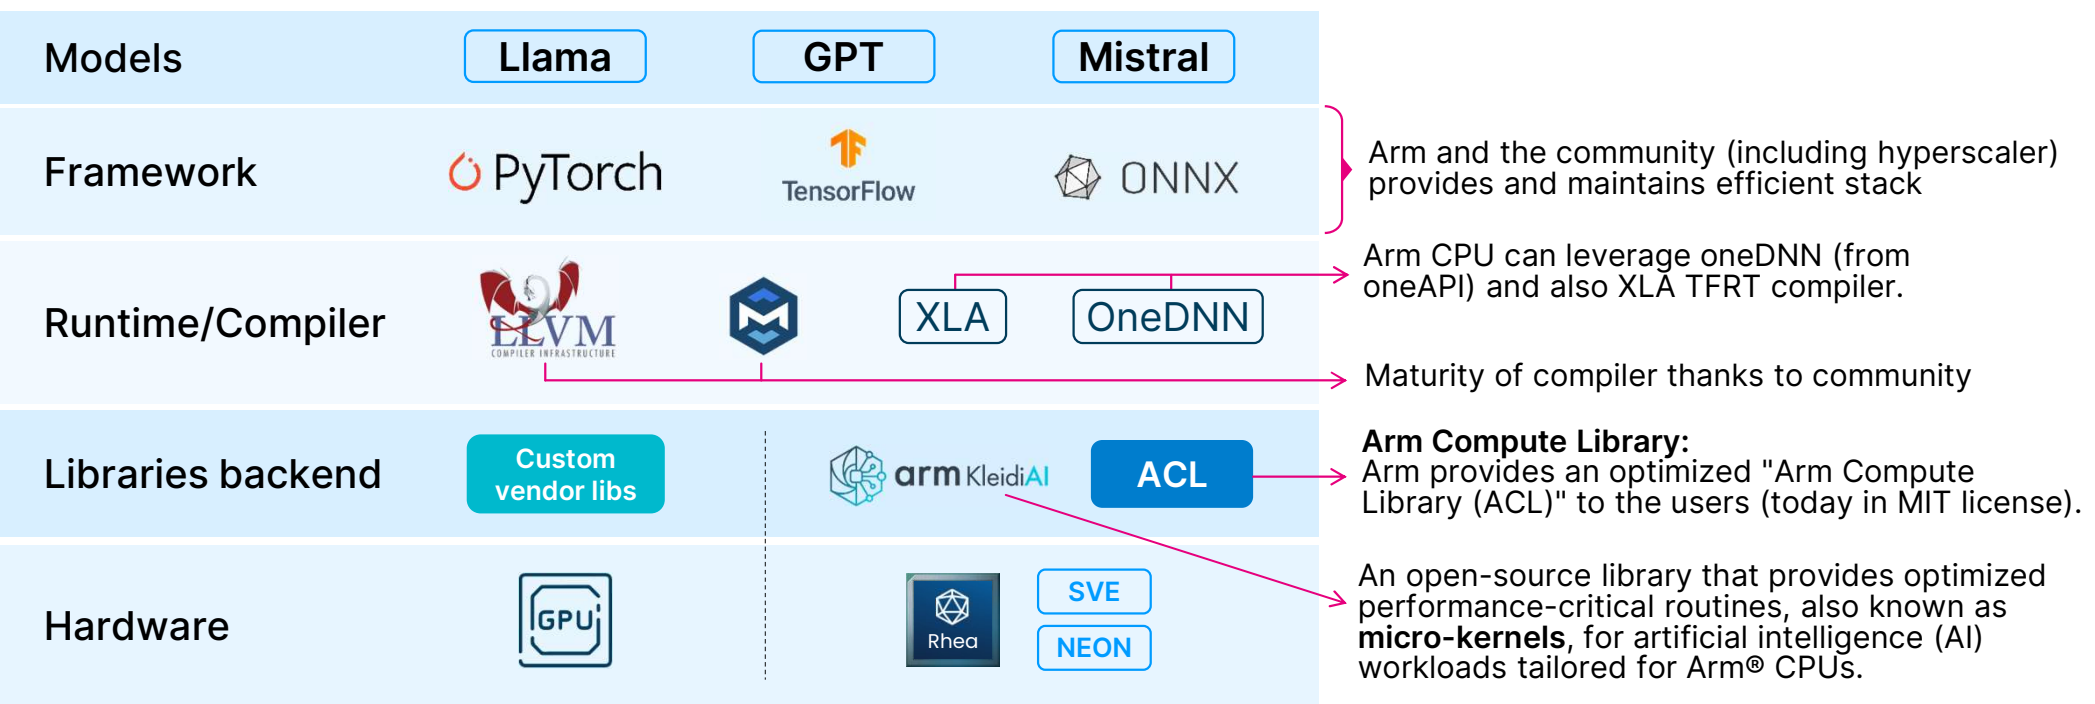 Models
Llama
GPT
Mistral
Framework
PyTorch
TensorFlow
ONNX
Arm and the community (including hyperscaler)
provides and maintains efficient stack
Runtime/Compiler
LLVM
COMPILER INFRASTRUCTURE
XLA
OneDNN
Arm CPU can leverage oneDNN (from
oneAPI) and also XLA TFRT compiler.
Maturity of compiler thanks to community
Libraries backend
Custom
vendor libs
arm KleidiAI
ACL
Arm Compute Library:
Arm provides an optimized "Arm Compute
Library (ACL)" to the users (today in MIT license).
Hardware
GPU
Rhea
SVE
NEON
An open-source library that provides optimized
performance-critical routines, also known as
micro-kernels, for artificial intelligence (AI)
workloads tailored for Arm® CPUs.